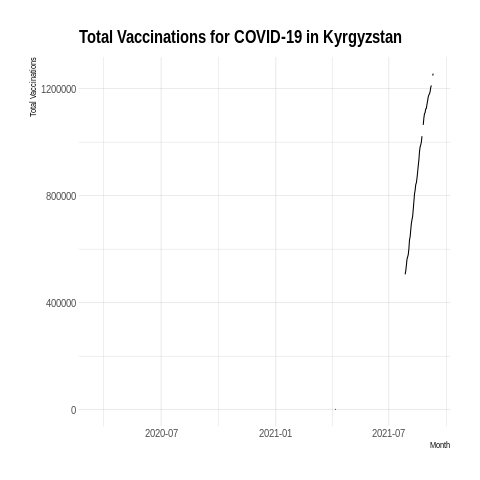 Total Vaccinations for COVID-19 in Kyrgyzstan
Total Vaccinations
1200000
800000
400000
0
2020-07 2021-01 2021-07
Month